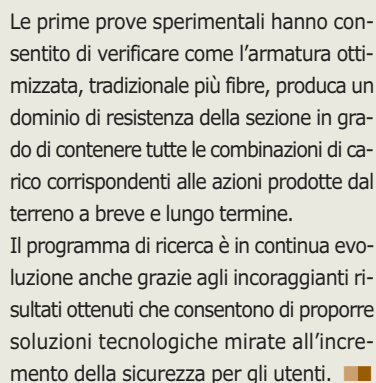 Le prime prove sperimentali hanno con-
sentito di verificare come l’armatura otti-
mizzata, tradizionale più fibre, produca un
dominio di resistenza della sezione in gra-
do di contenere tutte le combinazioni di ca-
rico corrispondenti alle azioni prodotte dal
terreno a breve e lungo termine.
Il programma di ricerca è in continua evo-
luzione anche grazie agli incoraggianti ri-
sultati ottenuti che consentono di proporre
soluzioni tecnologiche mirate all’incre-
mento della sicurezza per gli utenti.